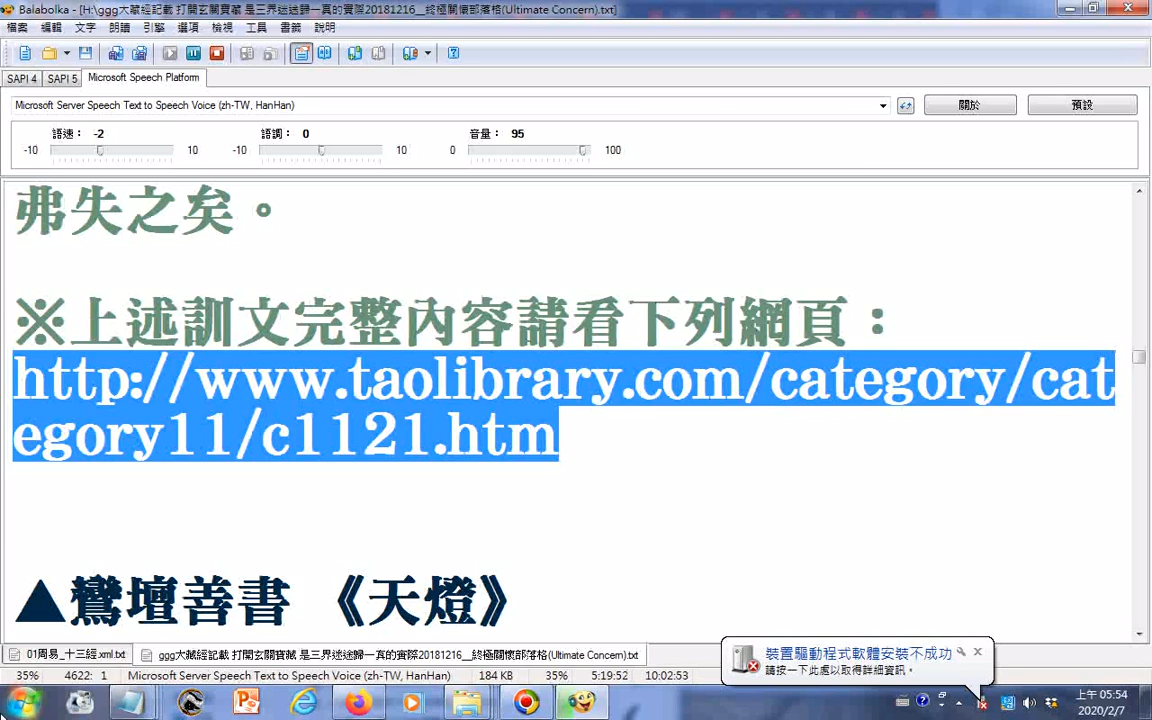 Balabolka - [H:\ggg大藏經記載 打開玄關寶藏 是三界迷途歸一真的實際20181216__終極關懷部落格(Ultimate Concern).txt]
檔案 編輯 文字 朗讀 引擎 選項 檢視 工具 書籤 說明
SAPI 4 SAPI 5 Microsoft Speech Platform
Microsoft Server Speech Text to Speech Voice (zh-TW, HanHan) 關於 預設
語速： -2 語調： 0 音量： 95
-10 10 -10 10 0 100
弗失之矣。
※上述訓文完整內容請看下列網頁：
http://www.taolibrary.com/category/cat
egory11/c1121.htm
▲鸞壇善書 《天燈》
01周易_十三經.xml.txt ggg大藏經記載 打開玄關寶藏 是三界迷途歸一真的實際20181216__終極關懷部落格(Ultimate Concern).txt
裝置驅動程式軟體安裝不成功
請按一下此處以取得詳細資訊。
35% 4622: 1 Microsoft Server Speech Text to Speech Voice (zh-TW, HanHan) 184 KB 35% 5:19:52 10:02:53
上午 05:54
2020/2/7